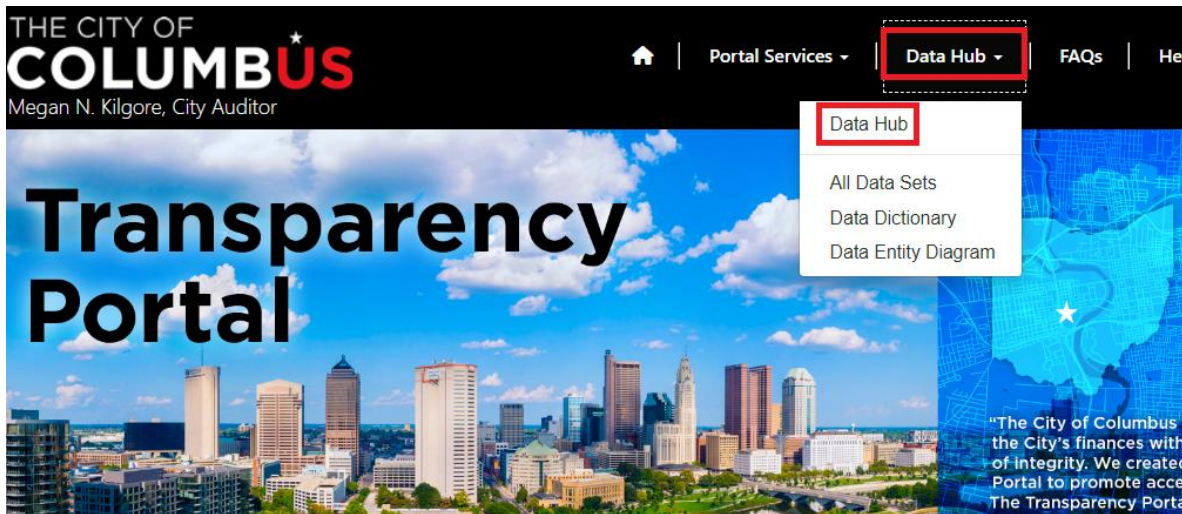 THE CITY OF
COLUMBUS
Megan N. Kilgore, City Auditor
Portal Services
Data Hub
FAQs
Data Hub
All Data Sets
Data Dictionary
Data Entity Diagram
Transparency
Portal
"The City of Columbus
the City's finances with
of integrity. We created
Portal to promote
The Transparency